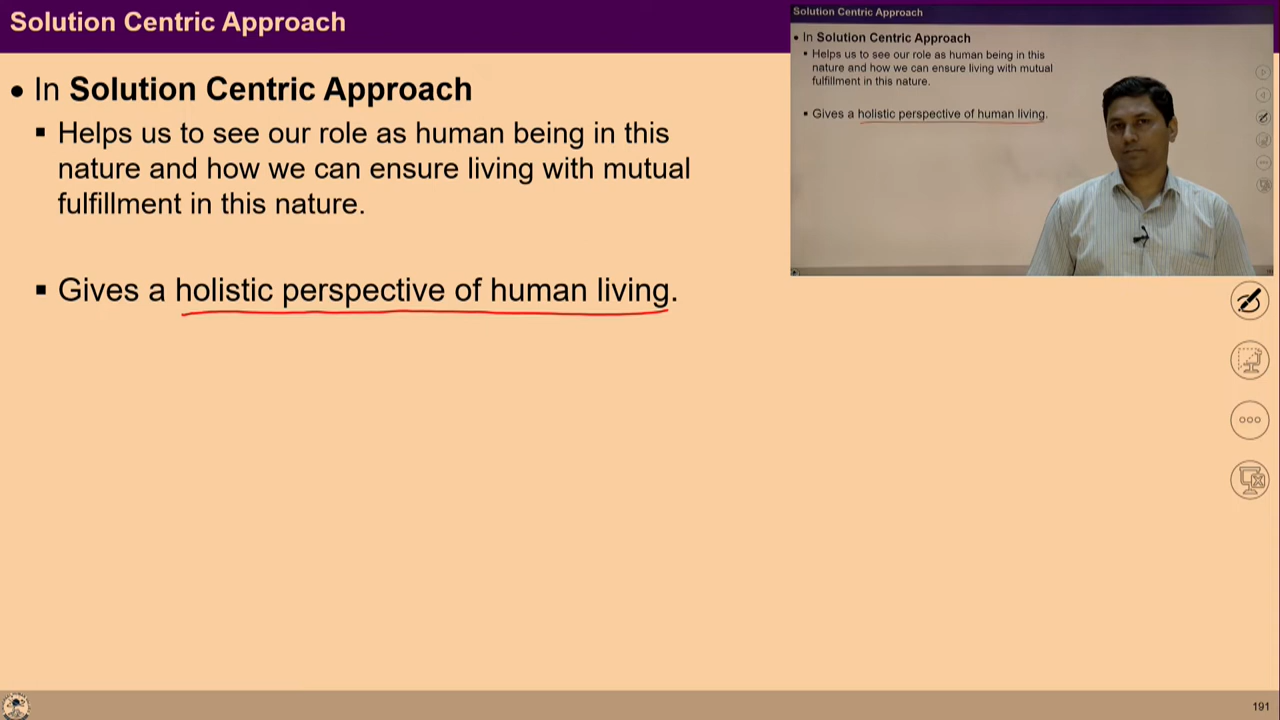 Solution Centric Approach
• In Solution Centric Approach
▪ Helps us to see our role as human being in this
nature and how we can ensure living with mutual
fulfillment in this nature.
▪ Gives a holistic perspective of human living.
Solution Centric Approach
• In Solution Centric Approach
▪ Helps us to see our role as human being in this
nature and how we can ensure living with mutual
fulfillment in this nature.
▪ Gives a holistic perspective of human living.
191